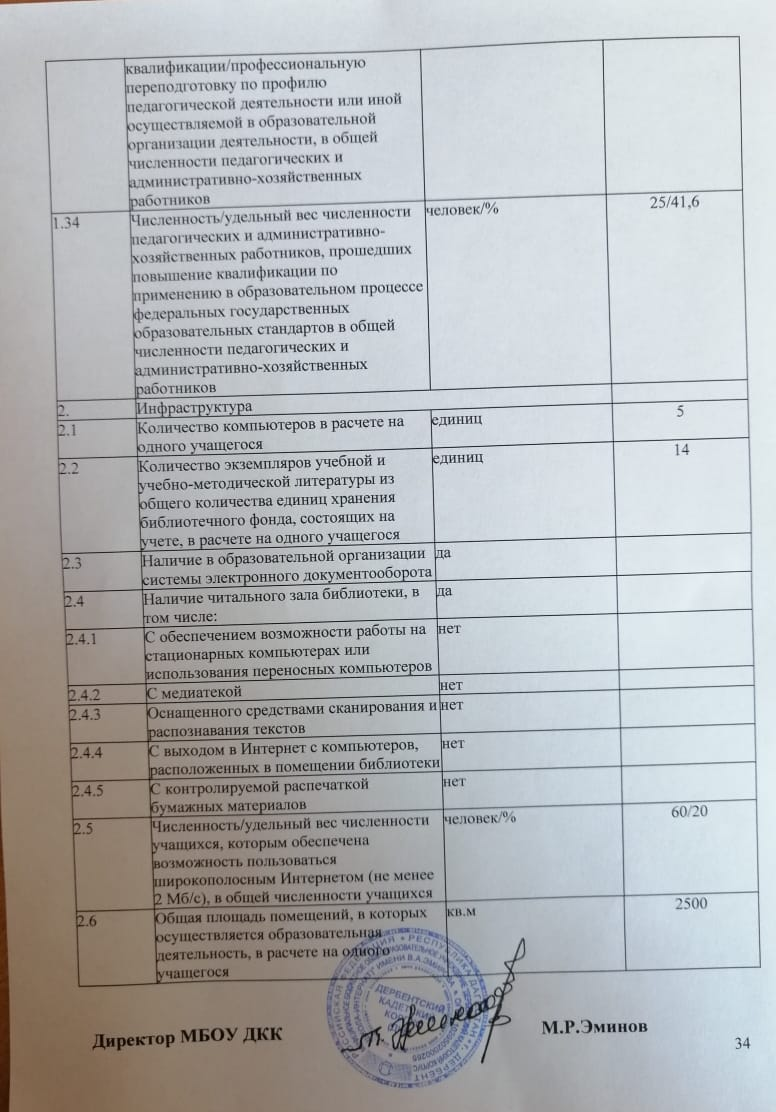 квалификации/профессиональную
переподготовку по профилю
педагогической деятельности или иной
осуществляемой в образовательной
организации деятельности, в общей
численности педагогических и
административно-хозяйственных
работников
1.34 Численность/удельный вес численности человек/% 25/41,6
педагогических и административно-
хозяйственных работников, прошедших
повышение квалификации по
применению в образовательном процессе
федеральных государственных
образовательных стандартов в общей
численности педагогических и
административно-хозяйственных
работников
2. Инфраструктура
2.1 Количество компьютеров в расчете на единиц 5
одного учащегося
2.2 Количество экземпляров учебной и единиц 14
учебно-методической литературы из
общего количества единиц хранения
библиотечного фонда, состоящих на
учете, в расчете на одного учащегося
2.3 Наличие в образовательной организации да
системы электронного документооборота
2.4 Наличие читального зала библиотеки, в да
том числе:
2.4.1 С обеспечением возможности работы на нет
стационарных компьютерах или
использования переносных компьютеров
2.4.2 С медиатекой нет
2.4.3 Оснащенного средствами сканирования и нет
распознавания текстов
2.4.4 С выходом в Интернет с компьютеров, нет
расположенных в помещении библиотеки
2.4.5 С контролируемой распечаткой нет
бумажных материалов
2.5 Численность/удельный вес численности человек/% 60/20
учащихся, которым обеспечена
возможность пользоваться
широкополосным Интернетом (не менее
2 Мб/с), в общей численности учащихся
2.6 Общая площадь помещений, в которых кв.м 2500
осуществляется образовательная
деятельность, в расчете на одного
учащегося
РОССИЙСКАЯ ФЕДЕРАЦИЯ • РЕСПУБЛИКА ДАГЕСТАН • г. ДЕРБЕНТ
ДЕРБЕНТСКИЙ
КАДЕТСКИЙ
Директор МБОУ ДКК М.Р.Эминов
34